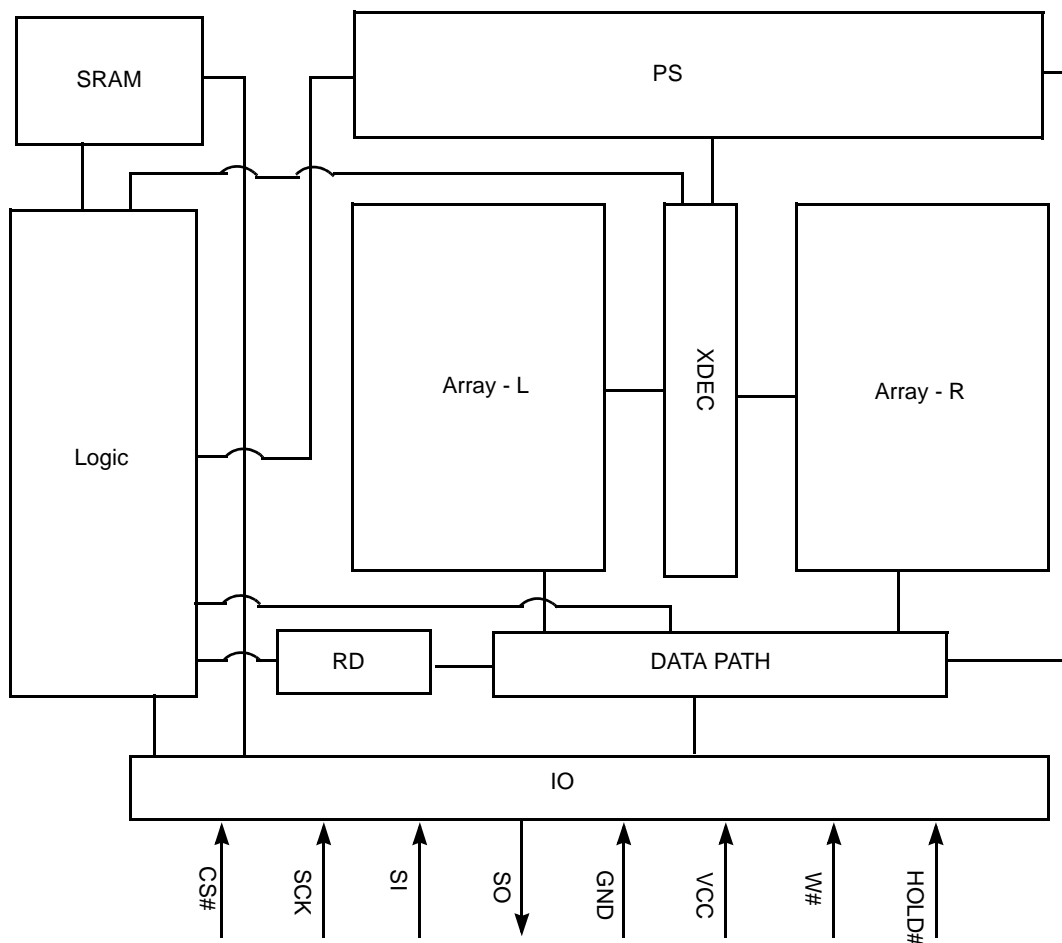 SRAM
PS
Logic
Array - L
XDEC
Array - R
RD
DATA PATH
IO
CS#
SCK
SI
SO
GND
VCC
W#
HOLD#